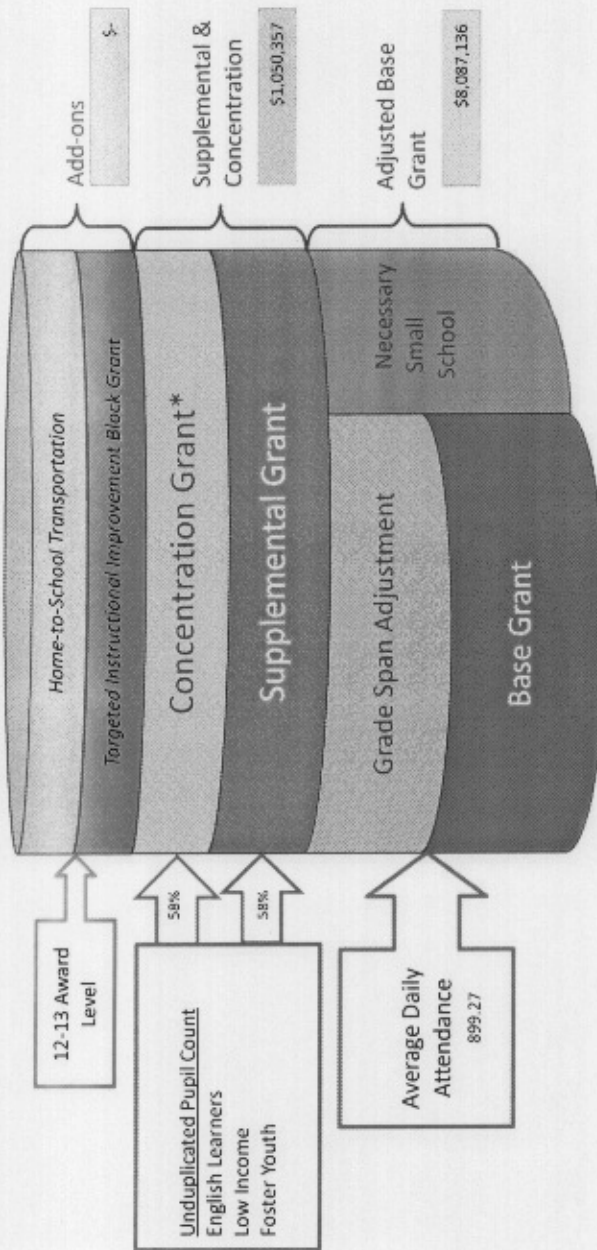 12-13 Award
Level
Unduplicated Pupil Count
English Learners
Low Income
Foster Youth
58%
58%
Average Daily
Attendance
899.27
Home-to-School Transportation
Targeted Instructional Improvement Block Grant
Concentration Grant*
Supplemental Grant
Grade Span Adjustment
Base Grant
Necessary
Small
School
Add-ons
$-
Supplemental &
Concentration
$1,050,357
Adjusted Base
Grant
$8,087,136